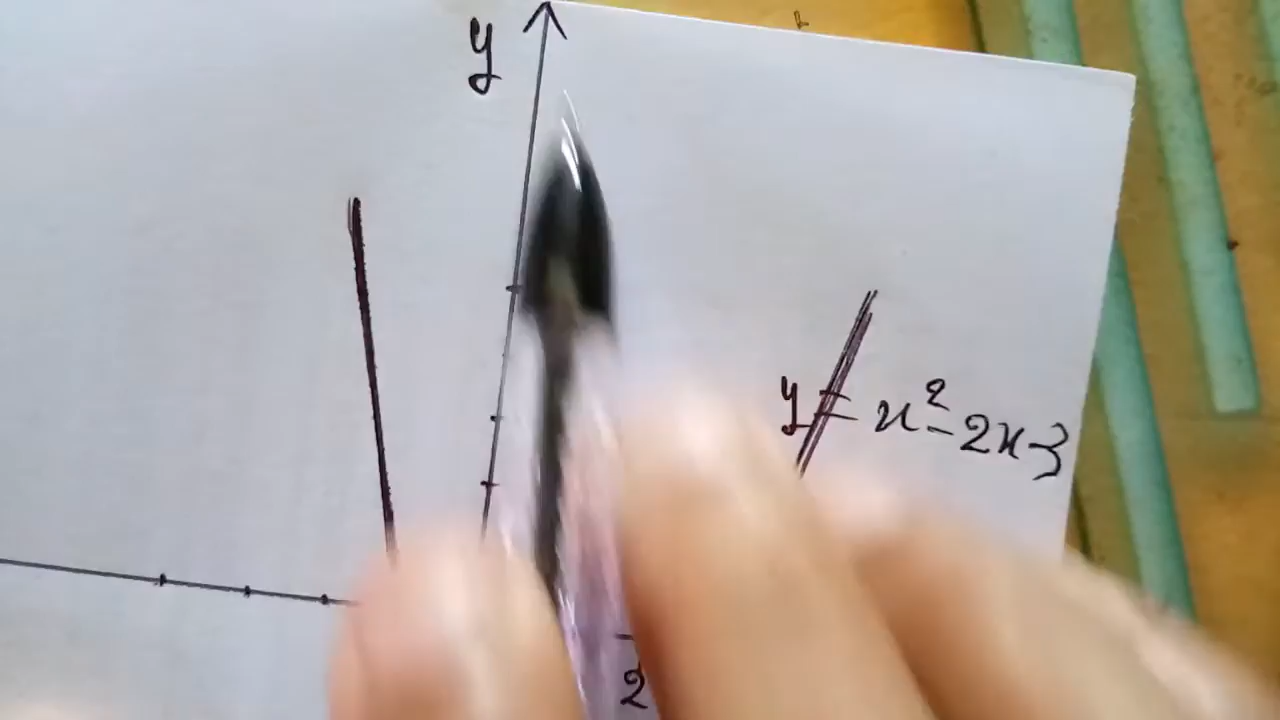 y
y = x² - 2x - 3
2